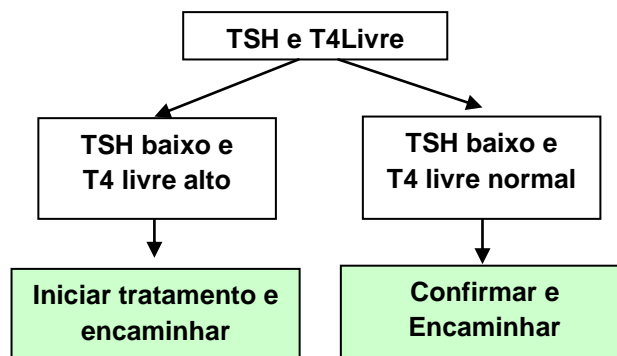 TSH e T4Livre
TSH baixo e
T4 livre alto
TSH baixo e
T4 livre normal
Iniciar tratamento e
encaminhar
Confirmar e
Encaminhar